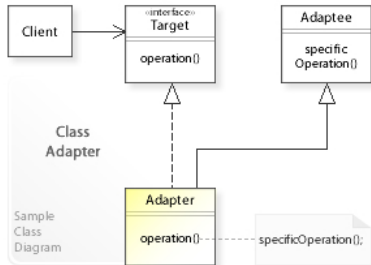 Client
«interface»
Target
operation()
Adaptee
specific
Operation()
Class
Adapter
Adapter
operation()
specificOperation();
Sample
Class
Diagram